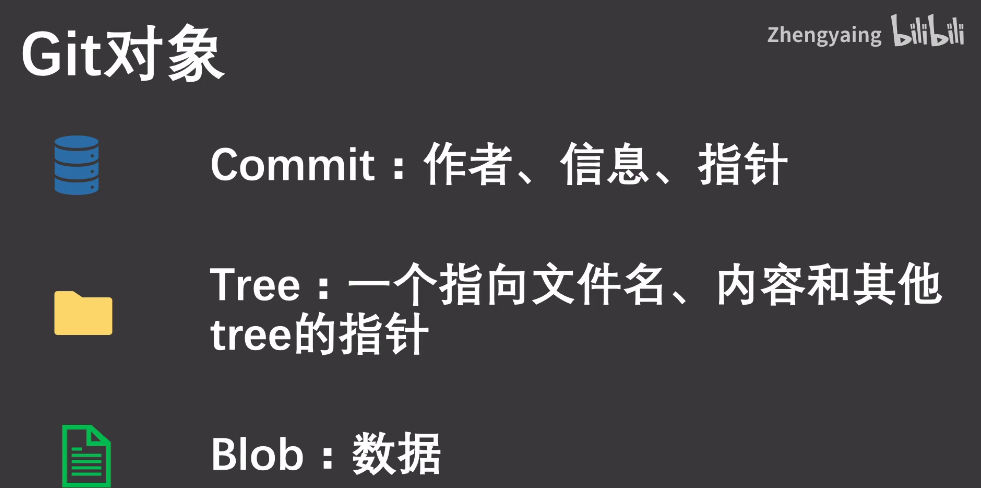 Git对象
Zhengyaing bilibili
Commit：作者、信息、指针
Tree：一个指向文件名、内容和其他
tree的指针
Blob：数据